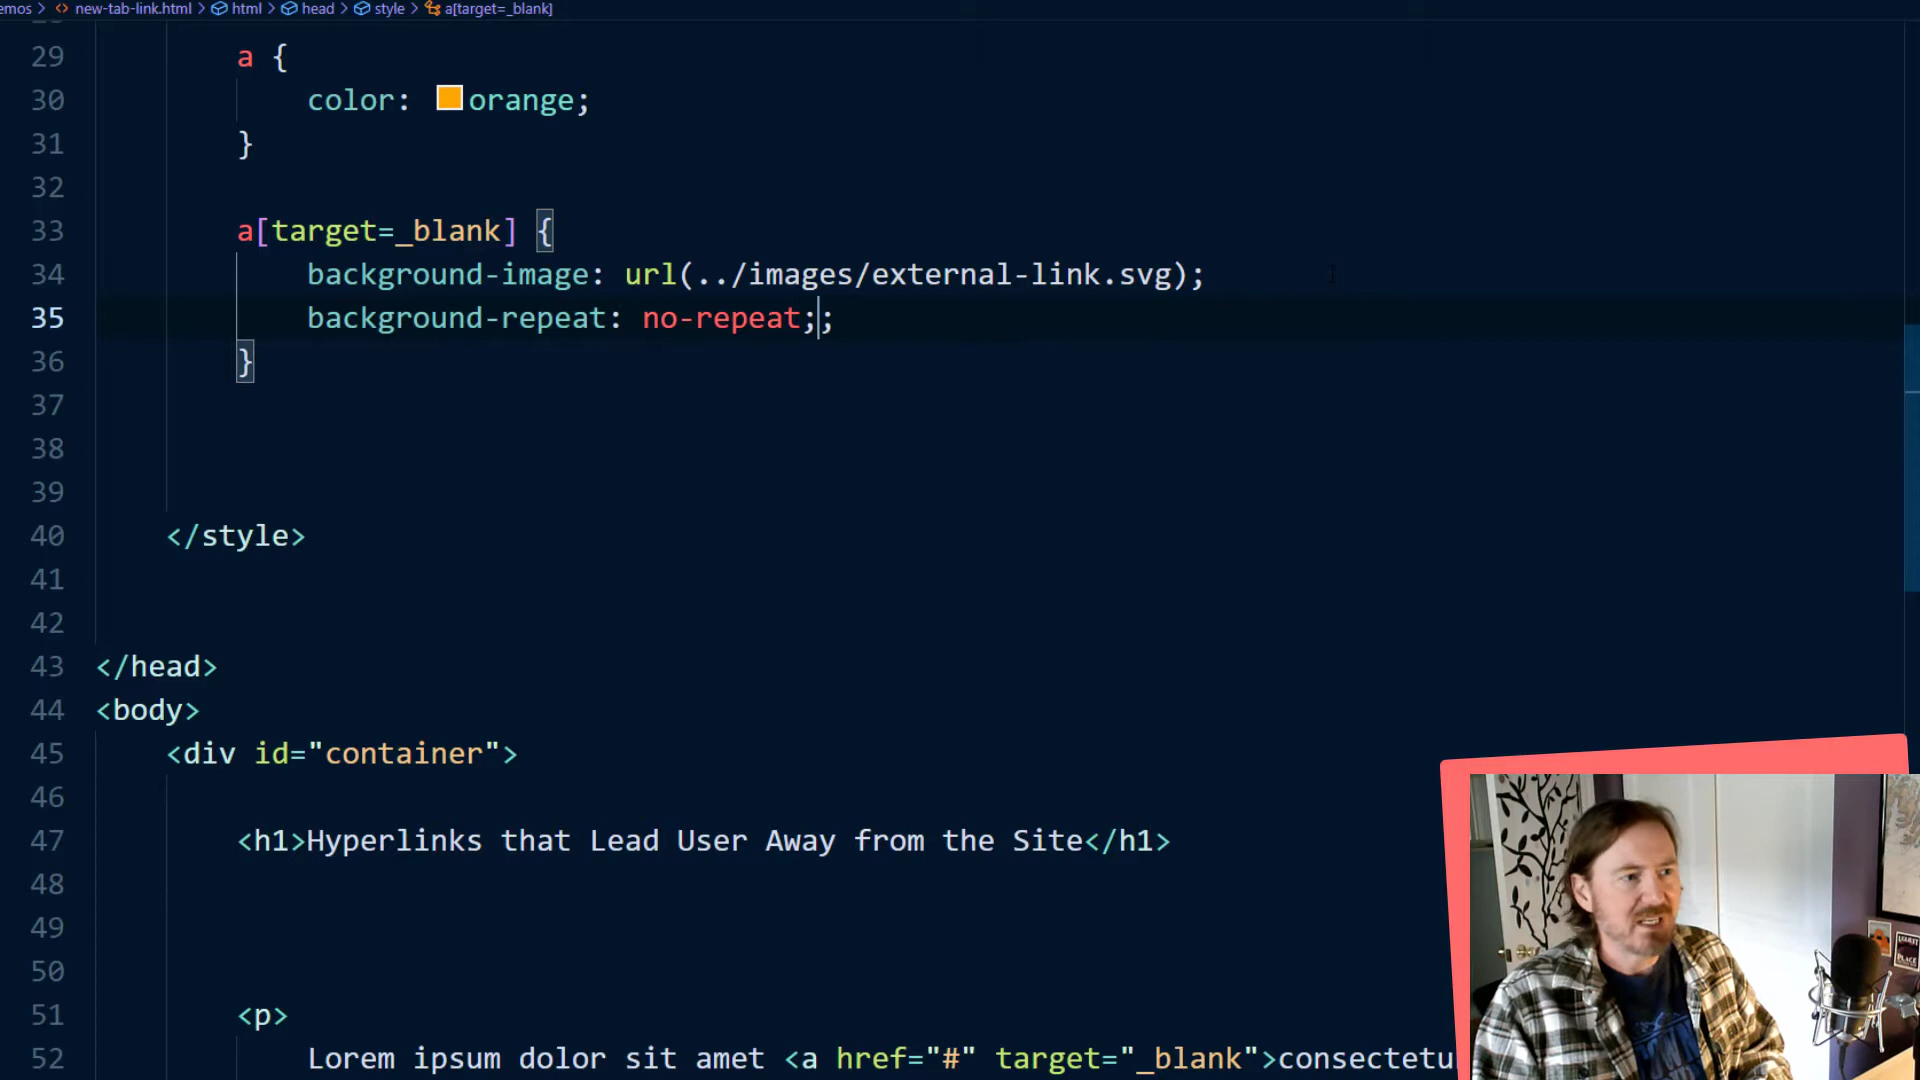 emos > new-tab-link.html > html > head > style > a[target=_blank]
29 a {
30 color: orange;
31 }
32
33 a[target=_blank] {
34 background-image: url(../images/external-link.svg);
35 background-repeat: no-repeat;;
36 }
37
38
39
40 </style>
41
42
43 </head>
44 <body>
45 <div id="container">
46
47 <h1>Hyperlinks that Lead User Away from the Site</h1>
48
49
50
51 <p>
52 Lorem ipsum dolor sit amet <a href="#" target="_blank">consectetu